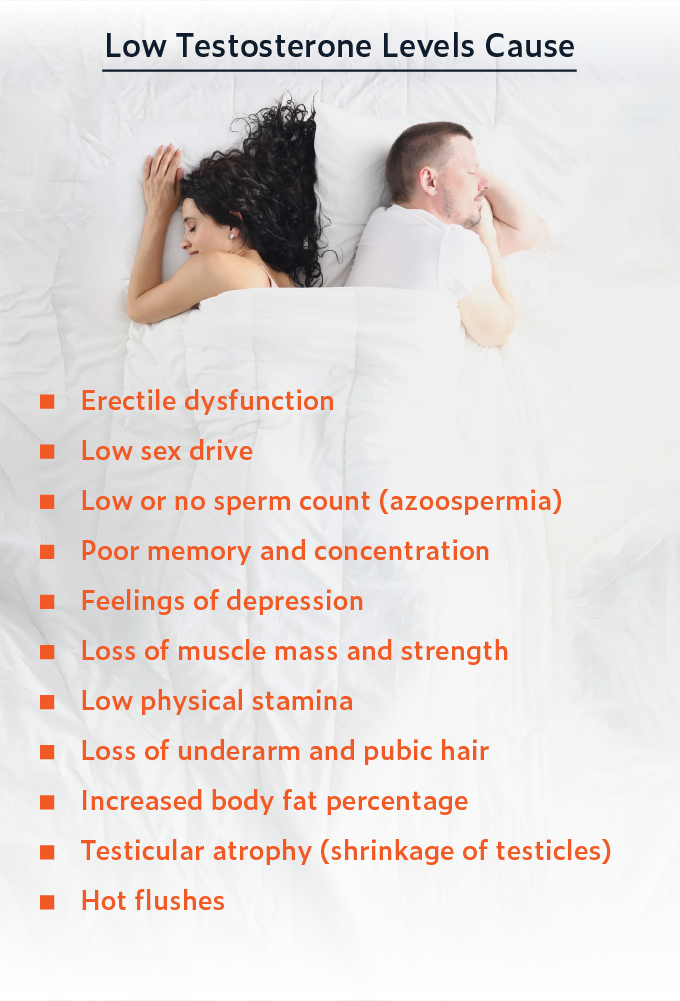 Low Testosterone Levels Cause
Erectile dysfunction
Low sex drive
Low or no sperm count (azoospermia)
Poor memory and concentration
Feelings of depression
Loss of muscle mass and strength
Low physical stamina
Loss of underarm and pubic hair
Increased body fat percentage
Testicular atrophy (shrinkage of testicles)
Hot flushes